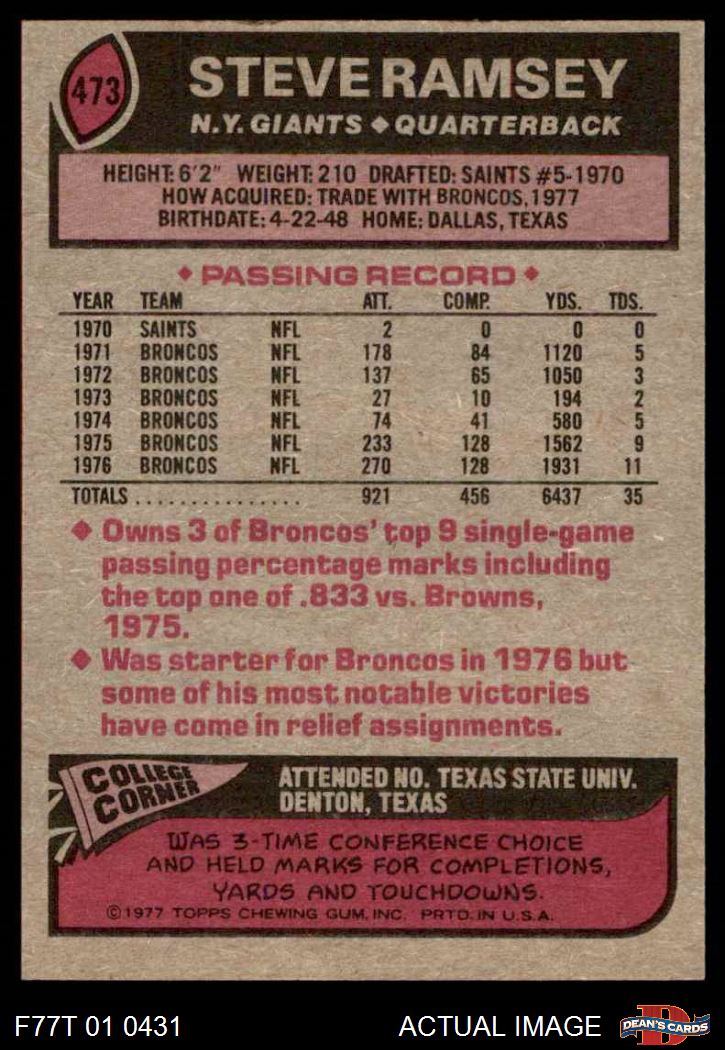 473
STEVE RAMSEY
N.Y. GIANTS ◆ QUARTERBACK
HEIGHT: 6'2" WEIGHT: 210 DRAFTED: SAINTS #5-1970
HOW ACQUIRED: TRADE WITH BRONCOS, 1977
BIRTHDATE: 4-22-48 HOME: DALLAS, TEXAS
◆ PASSING RECORD ◆
YEAR TEAM ATT. COMP. YDS. TDS.
1970 SAINTS NFL 2 0 0 0
1971 BRONCOS NFL 178 84 1120 5
1972 BRONCOS NFL 137 65 1050 3
1973 BRONCOS NFL 27 10 194 2
1974 BRONCOS NFL 74 41 580 5
1975 BRONCOS NFL 233 128 1562 9
1976 BRONCOS NFL 270 128 1931 11
TOTALS ................ 921 456 6437 35
◆ Owns 3 of Broncos' top 9 single-game
passing percentage marks including
the top one of .833 vs. Browns,
1975.
◆ Was starter for Broncos in 1976 but
some of his most notable victories
have come in relief assignments.
COLLEGE
CORNER
ATTENDED NO. TEXAS STATE UNIV.
DENTON, TEXAS
WAS 3-TIME CONFERENCE CHOICE
AND HELD MARKS FOR COMPLETIONS,
YARDS AND TOUCHDOWNS.
©1977 TOPPS CHEWING GUM, INC. PRTD. IN U.S.A.
F77T 01 0431
ACTUAL IMAGE
D
DEAN'S CARDS